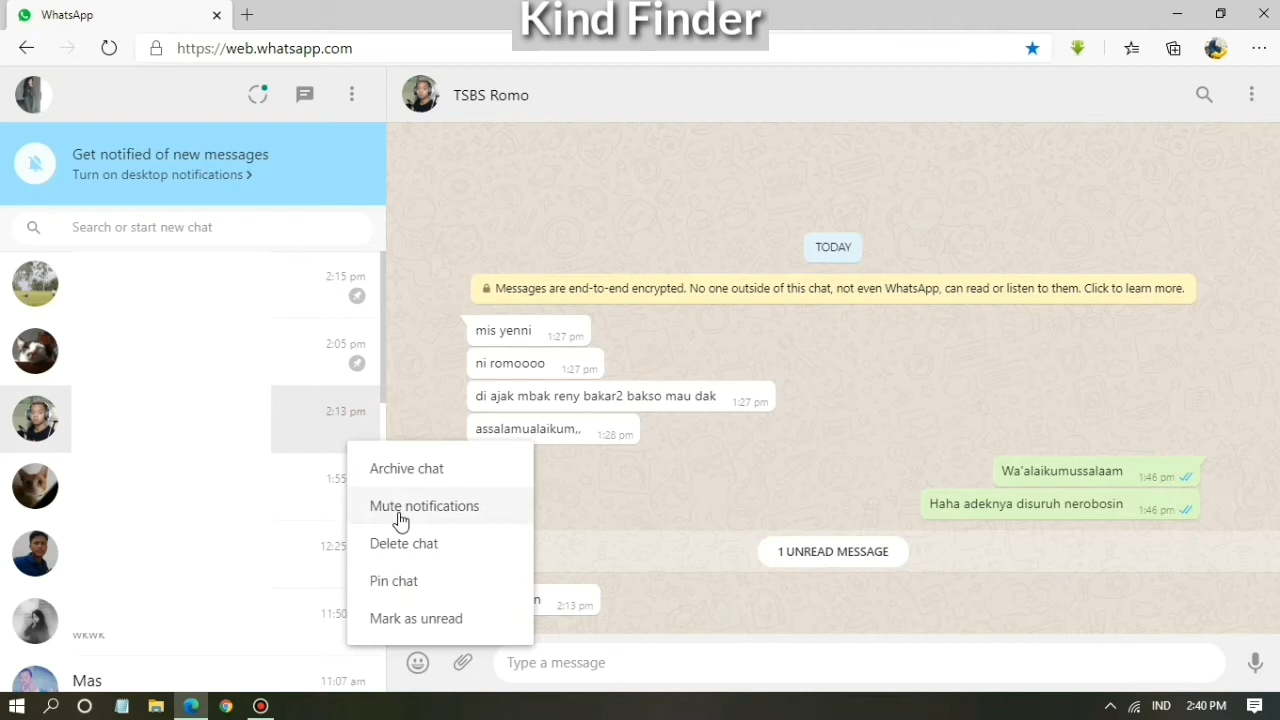 WhatsApp
Kind Finder
https://web.whatsapp.com
TSBS Romo
Get notified of new messages
Turn on desktop notifications >
Search or start new chat
2:15 pm
2:05 pm
2:13 pm
1:55
12:25
11:50
wkwk
Mas
11:07 am
Archive chat
Mute notifications
Delete chat
Pin chat
Mark as unread
TODAY
Messages are end-to-end encrypted. No one outside of this chat, not even WhatsApp, can read or listen to them. Click to learn more.
mis yenni 1:27 pm
ni romoooo 1:27 pm
di ajak mbak reny bakar2 bakso mau dak 1:27 pm
assalamualaikum,, 1:28 pm
Wa'alaikumussalaam 1:46 pm
Haha adeknya disuruh nerobosin 1:46 pm
1 UNREAD MESSAGE
n 2:13 pm
Type a message
IND 2:40 PM